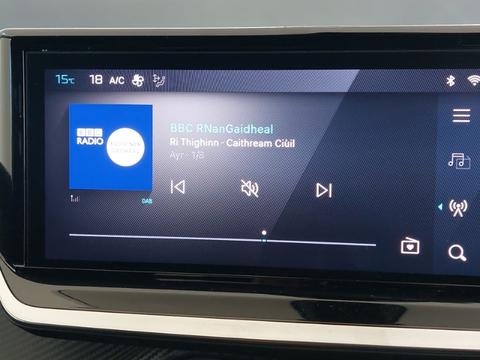 15°C 18 A/C
BBC
RADIO
BBC RNanGaidheal
Ri Thighinn - Caithream Ciùil
Ayr - 1/8
DAB